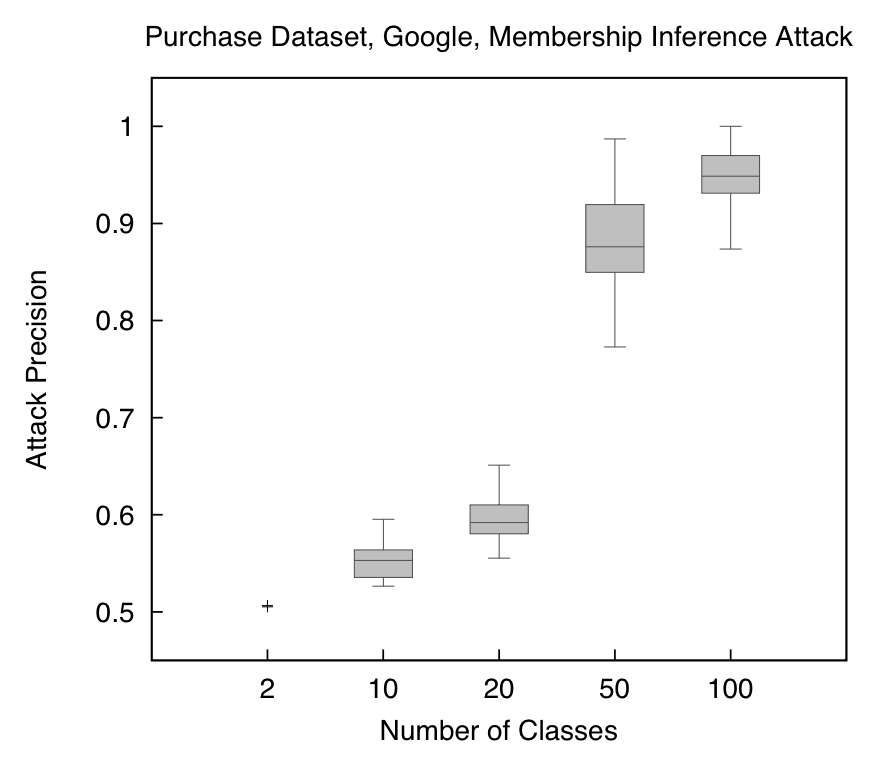 Purchase Dataset, Google, Membership Inference Attack
1
0.9
0.8
0.7
0.6
0.5
Attack Precision
2 10 20 50 100
Number of Classes